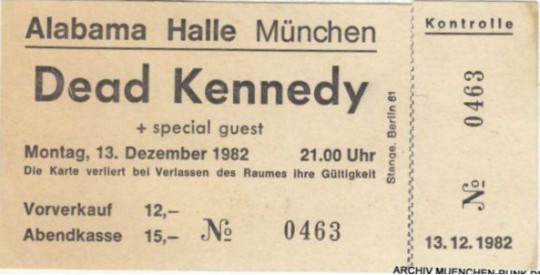 Alabama Halle München
Dead Kennedy
+ special guest
Montag, 13. Dezember 1982 21.00 Uhr
Die Karte verliert bei Verlassen des Raumes ihre Gültigkeit
Vorverkauf 12,–
Abendkasse 15,– № 0463
Stange, Berlin 61
Kontrolle
№ 0463
13.12.1982
ARCHIV MUENCHEN-PUNK.DE